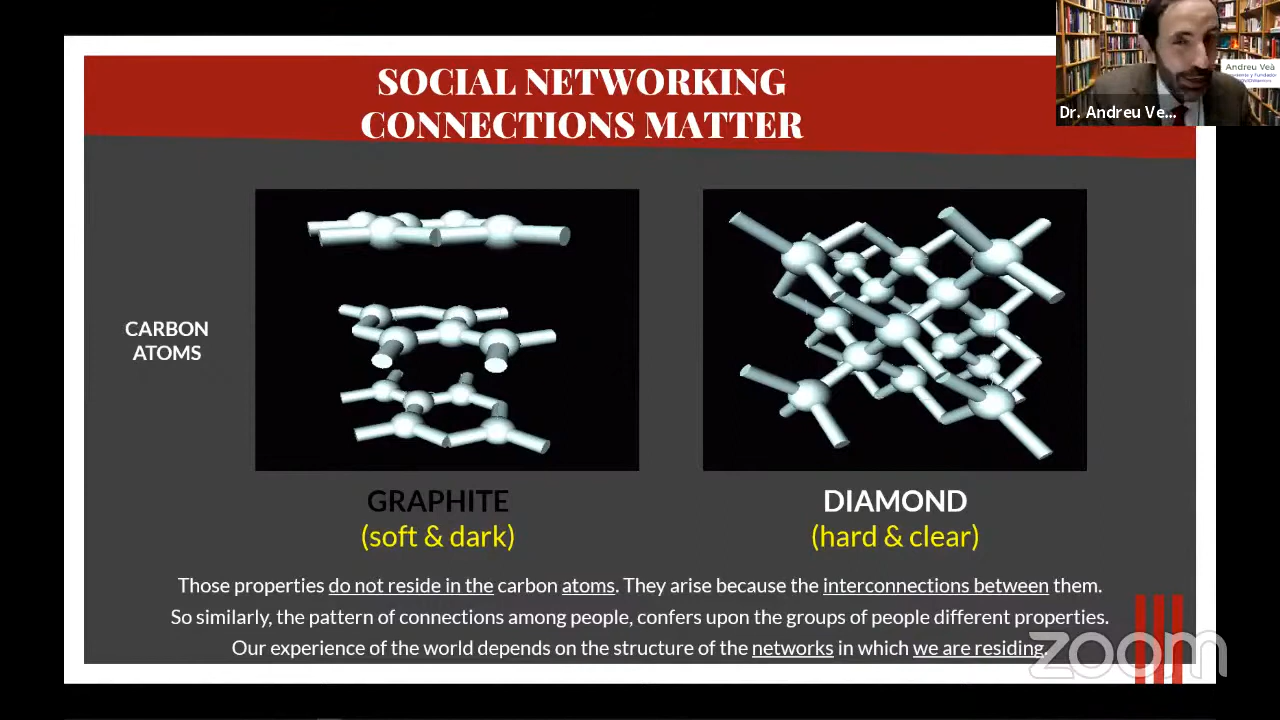 SOCIAL NETWORKING
CONNECTIONS MATTER
Andreu Veà
Dr. Andreu Ve...
CARBON
ATOMS
GRAPHITE
(soft & dark)
DIAMOND
(hard & clear)
Those properties do not reside in the carbon atoms. They arise because the interconnections between them.
So similarly, the pattern of connections among people, confers upon the groups of people different properties.
Our experience of the world depends on the structure of the networks in which we are residing.
zoom